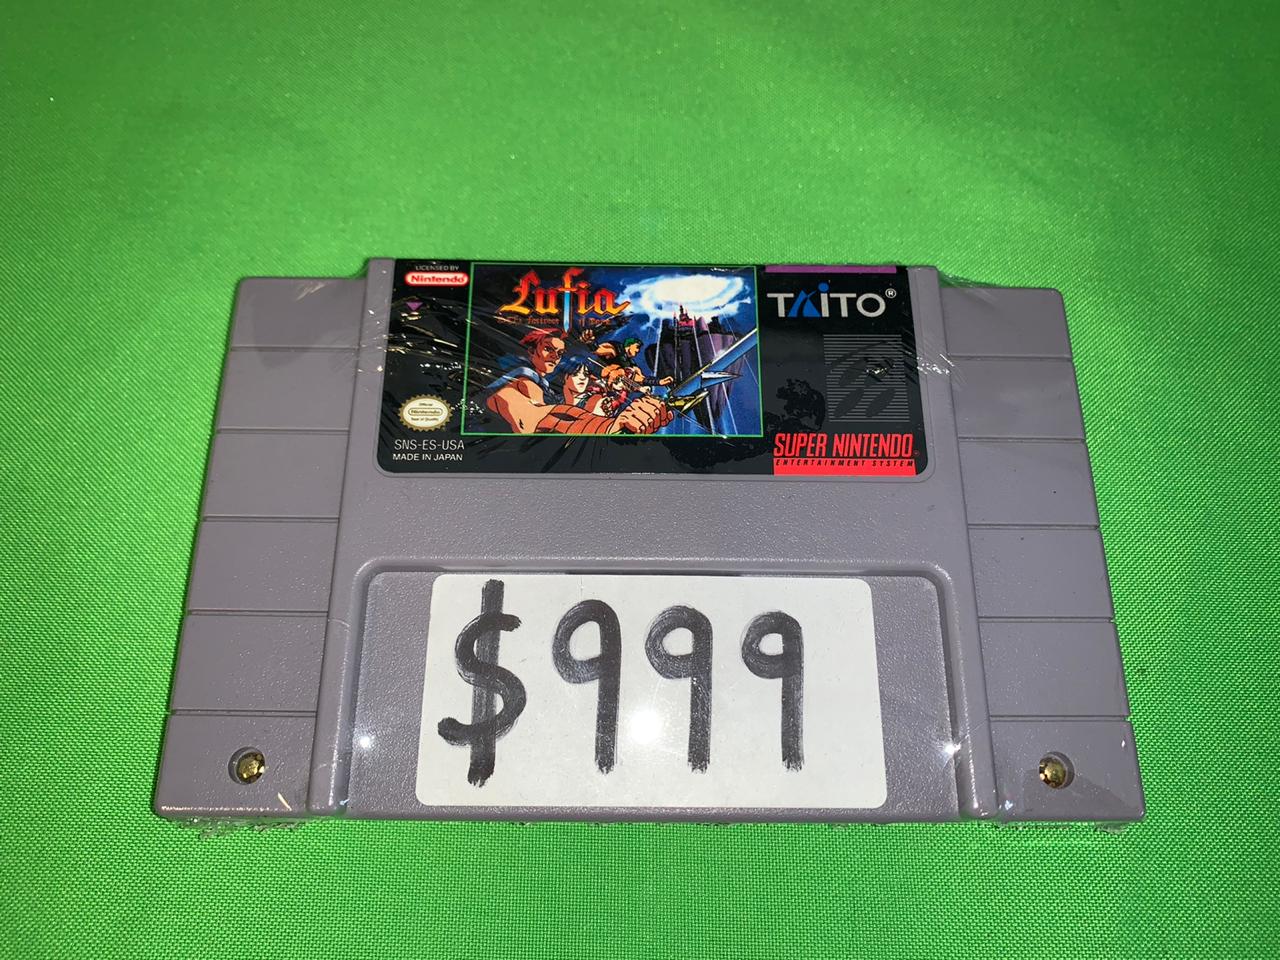 LICENSED BY
Nintendo
Lufia
TAITO®
Official
Nintendo
Seal of Quality
SNS-ES-USA
MADE IN JAPAN
SUPER NINTENDO
ENTERTAINMENT SYSTEM
$999